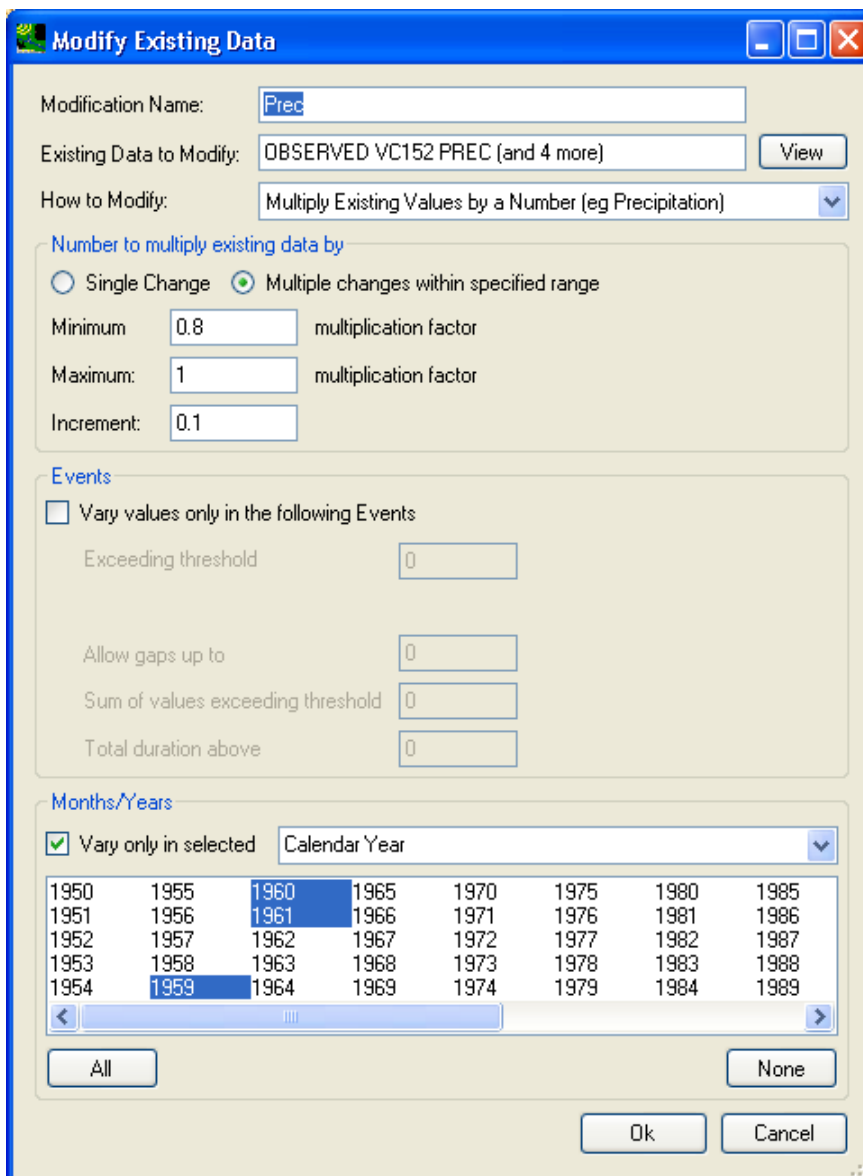 Modify Existing Data
Modification Name: Prec
Existing Data to Modify: OBSERVED VC152 PREC (and 4 more) View
How to Modify: Multiply Existing Values by a Number (eg Precipitation)
Number to multiply existing data by
Single Change Multiple changes within specified range
Minimum 0.8 multiplication factor
Maximum: 1 multiplication factor
Increment: 0.1
Events
Vary values only in the following Events
Exceeding threshold 0
Allow gaps up to 0
Sum of values exceeding threshold 0
Total duration above 0
Months/Years
Vary only in selected Calendar Year
1950 1955 1960 1965 1970 1975 1980 1985
1951 1956 1961 1966 1971 1976 1981 1986
1952 1957 1962 1967 1972 1977 1982 1987
1953 1958 1963 1968 1973 1978 1983 1988
1954 1959 1964 1969 1974 1979 1984 1989
All None
Ok Cancel